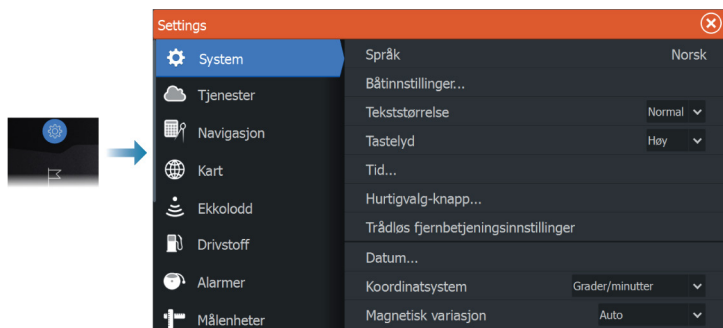 Settings
System
Tjenester
Navigasjon
Kart
Ekkolodd
Drivstoff
Alarmer
Målenheter
Språk Norsk
Båtinnstillinger...
Tekststørrelse Normal
Tastelyd Høy
Tid...
Hurtigvalg-knapp...
Trådløs fjernbetjeningsinnstillinger
Datum...
Koordinatsystem Grader/minutter
Magnetisk variasjon Auto